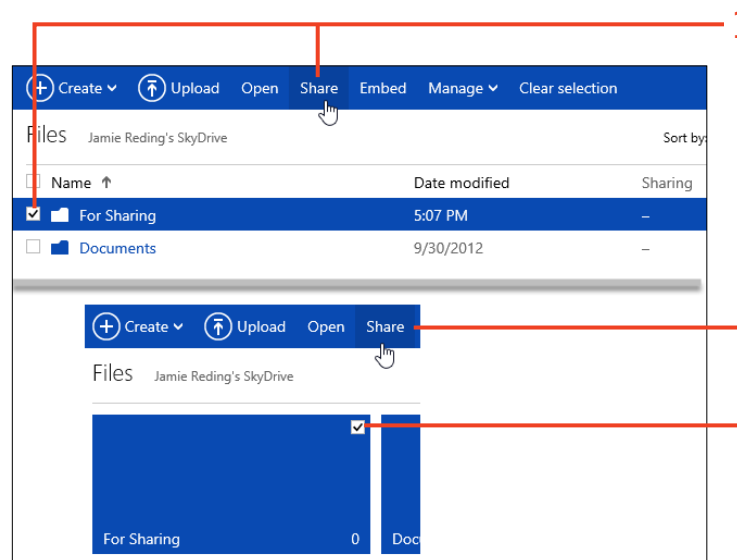 Create Upload Open Share Embed Manage Clear selection
Files Jamie Reding's SkyDrive
Sort by:
Name Date modified Sharing
For Sharing 5:07 PM –
Documents 9/30/2012 –
Create Upload Open Share
Files Jamie Reding's SkyDrive
For Sharing 0